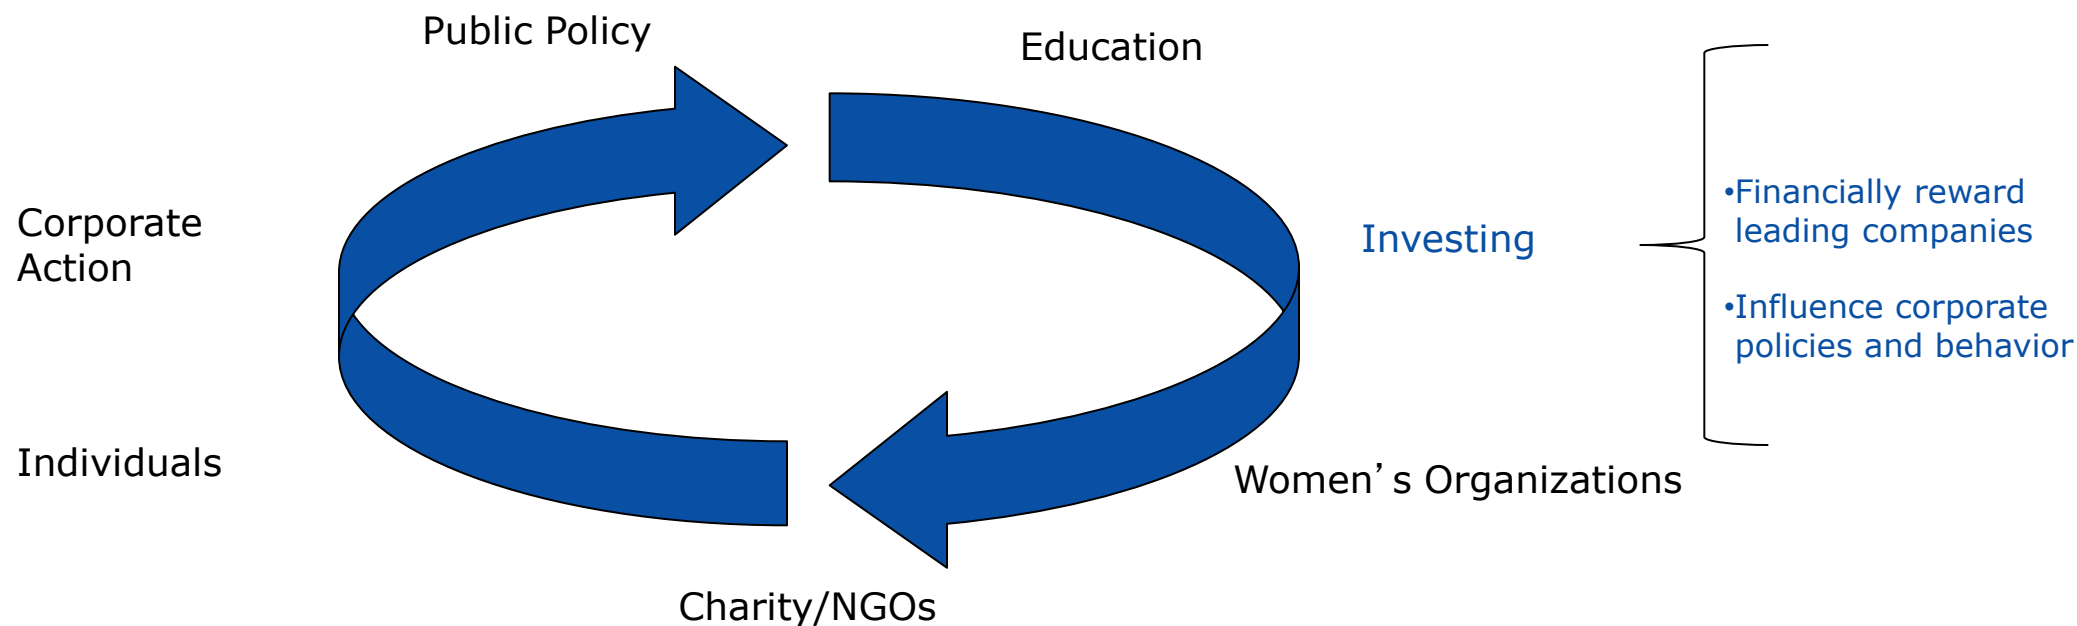 Public Policy
Education
Corporate
Action
Investing
•Financially reward
leading companies
•Influence corporate
policies and behavior
Individuals
Women’s Organizations
Charity/NGOs